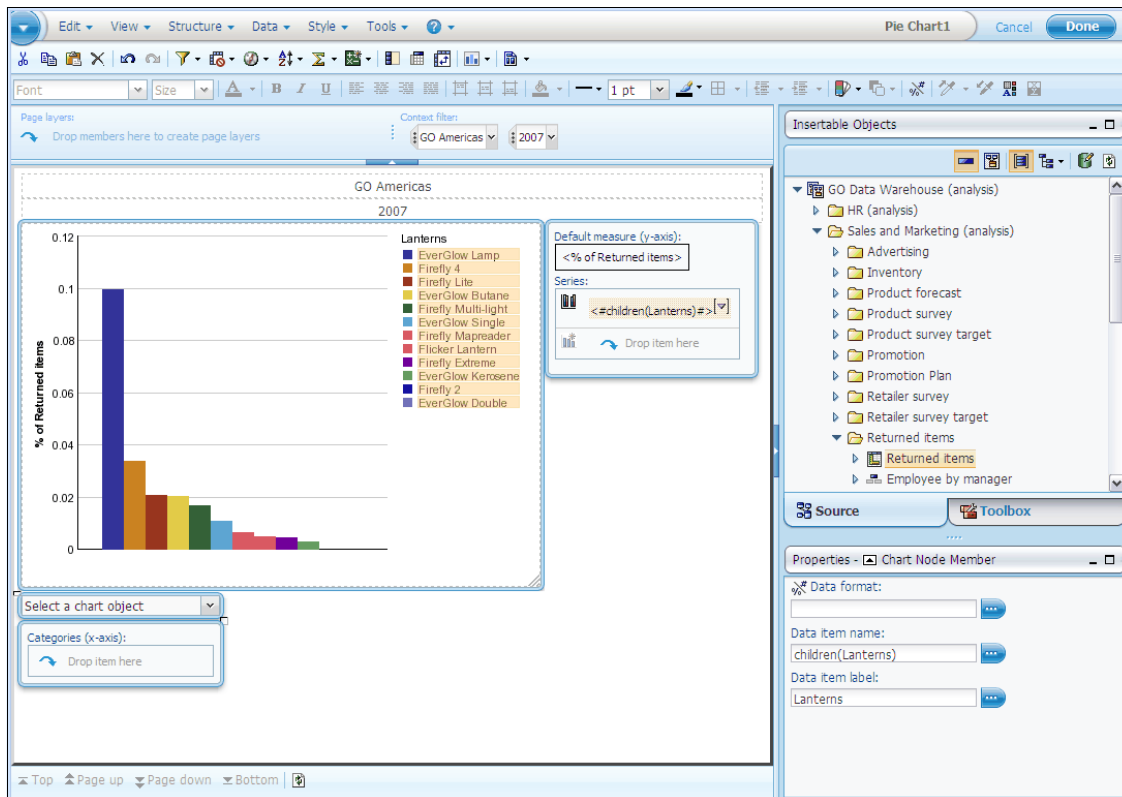 Edit View Structure Data Style Tools Pie Chart1 Cancel Done
Font Size A B I U 1 pt
Page layers:
Drop members here to create page layers
Context filter:
GO Americas 2007
GO Americas
2007
0.12
0.1
0.08
0.06
0.04
0.02
0
% of Returned items
Lanterns
EverGlow Lamp
Firefly 4
Firefly Lite
EverGlow Butane
Firefly Multi-light
EverGlow Single
Firefly Mapreader
Flicker Lantern
Firefly Extreme
EverGlow Kerosene
Firefly 2
EverGlow Double
Default measure (y-axis):
<% of Returned items>
Series:
<#children(Lanterns)#>
Drop item here
Select a chart object
Categories (x-axis):
Drop item here
Top Page up Page down Bottom
Insertable Objects
GO Data Warehouse (analysis)
HR (analysis)
Sales and Marketing (analysis)
Advertising
Inventory
Product forecast
Product survey
Product survey target
Promotion
Promotion Plan
Retailer survey
Retailer survey target
Returned items
Returned items
Employee by manager
Source Toolbox
Properties - Chart Node Member
Data format:
Data item name:
children(Lanterns)
Data item label:
Lanterns